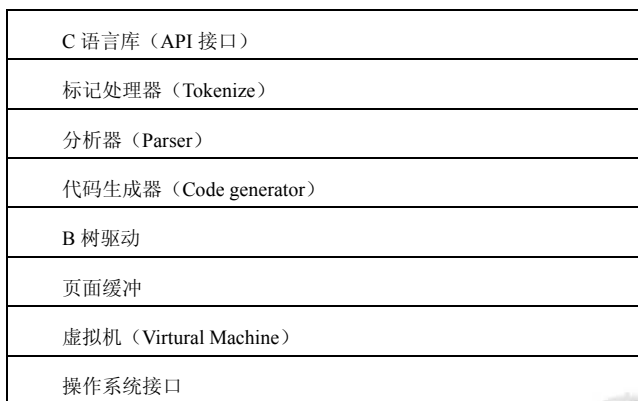 C 语言库（API 接口）
标记处理器（Tokenize）
分析器（Parser）
代码生成器（Code generator）
B 树驱动
页面缓冲
虚拟机（Virtural Machine）
操作系统接口